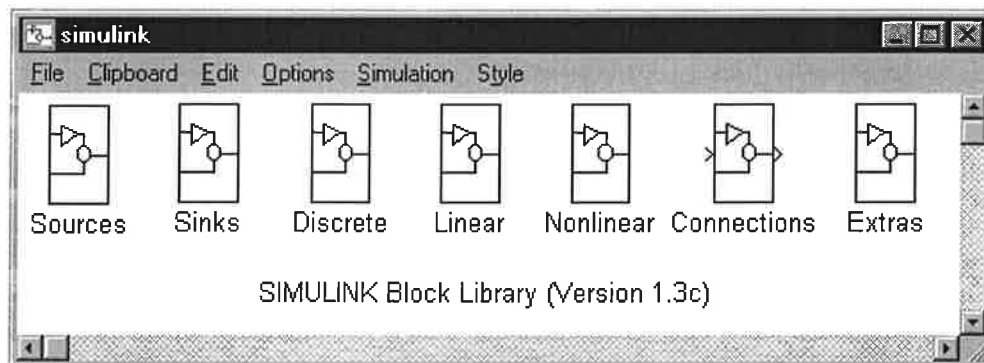 simulink
File Clipboard Edit Options Simulation Style
Sources Sinks Discrete Linear Nonlinear Connections Extras
SIMULINK Block Library (Version 1.3c)